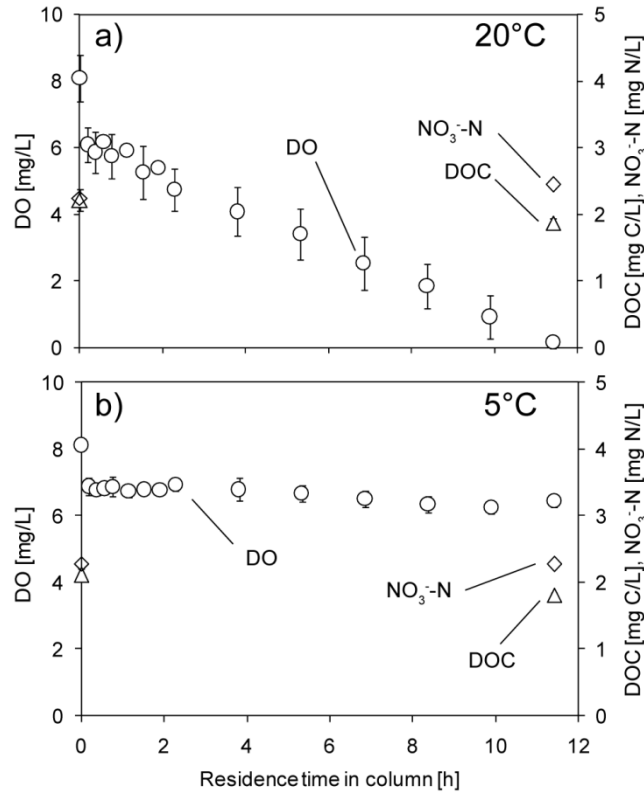 a) 20°C
10
8
6
4
2
0
DO [mg/L]
5
4
3
2
1
0
DOC[mg C/L], NO₃⁻-N [mg N/L]
NO₃⁻-N
DO
DOC
b) 5°C
10
8
6
4
2
0
DO [mg/L]
5
4
3
2
1
0
DOC[mg C/L], NO₃⁻-N [mg N/L]
DO
NO₃⁻-N
DOC
0 2 4 6 8 10 12
Residence time in column [h]